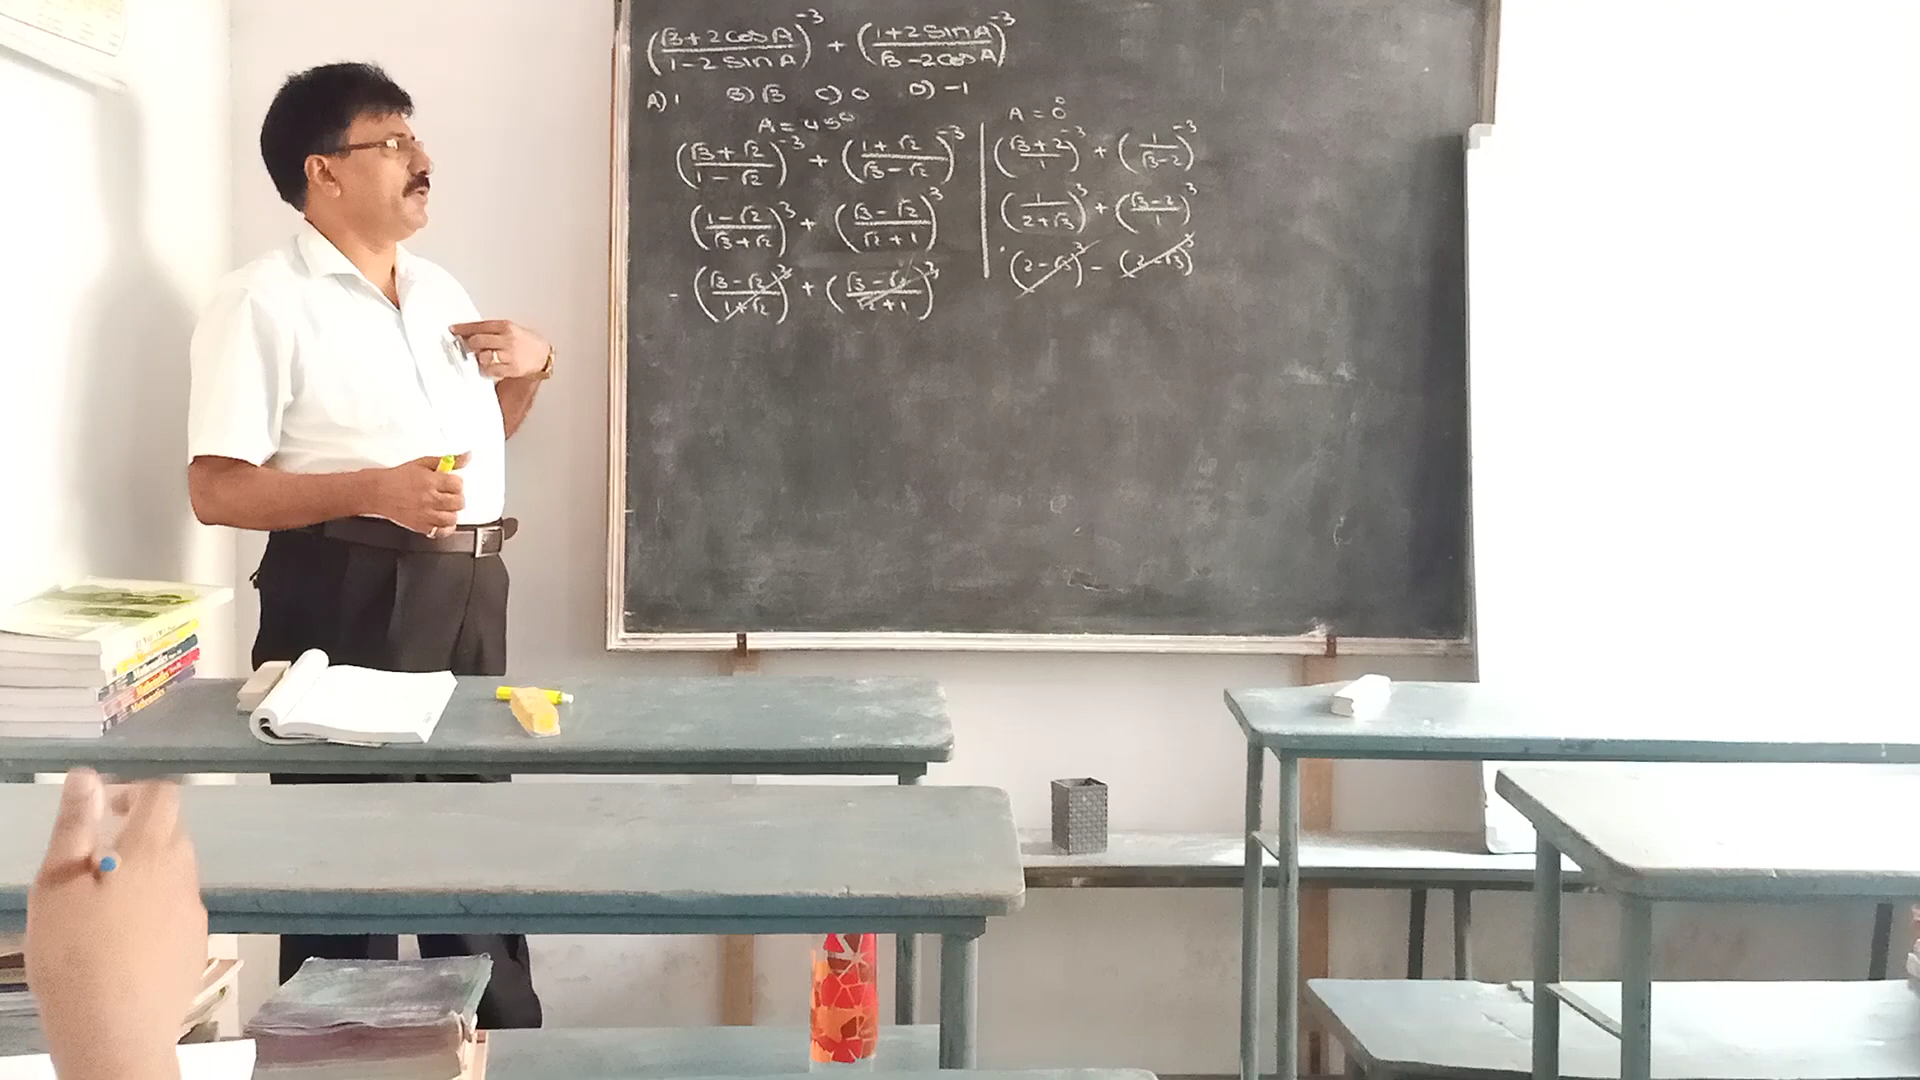 (√3+2cosA / 1-2sinA)⁻³ + (1+2sinA / √3-2cosA)⁻³
A) 1 B) √3 C) 0 D) -1
A = 45°
(√3+√2 / 1-√2)⁻³ + (1+√2 / √3-√2)⁻³
(1-√2 / √3+√2)³ + (√3-√2 / √2+1)³
- (√3-√2 / 1+√2)³ + (√3-√2 / √2+1)³
A = 0°
(√3+2 / 1)⁻³ + (1 / √3-2)⁻³
(1 / 2+√3)³ + (√3-2 / 1)³
(2-√3)³ - (2-√3)³
Mathematics
Mathematics
Mathematics